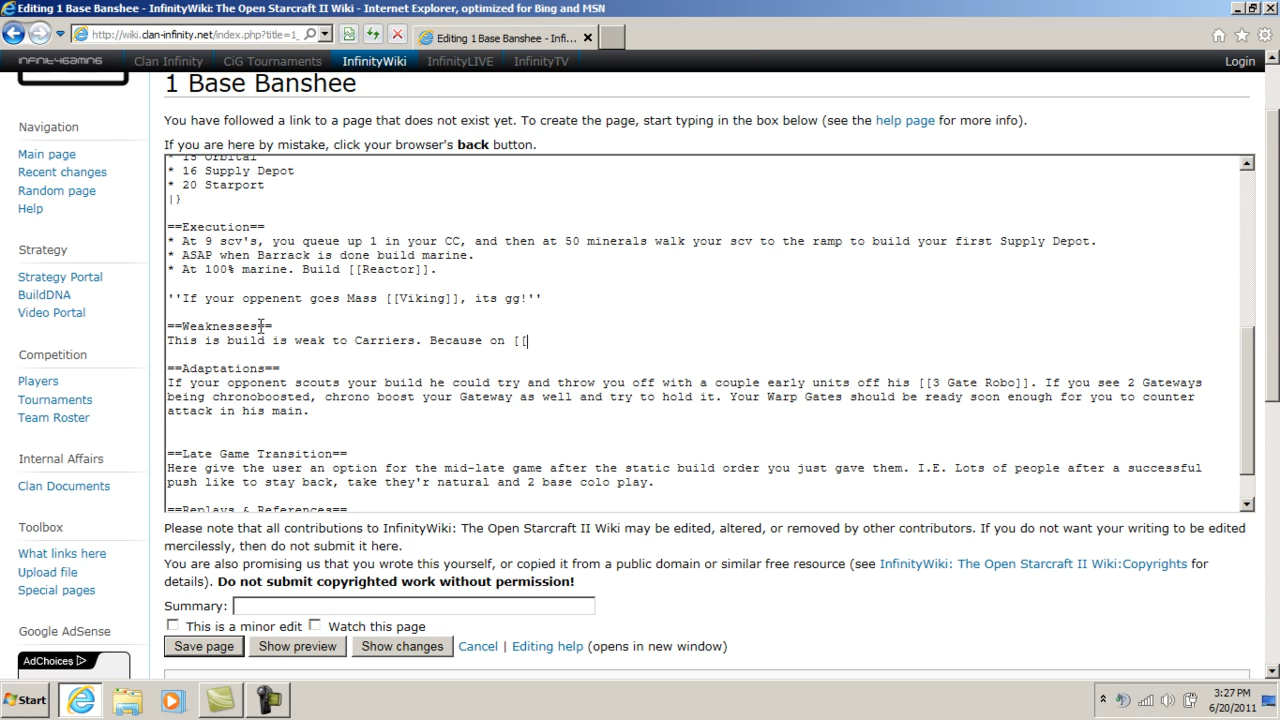 Editing 1 Base Banshee - InfinityWiki: The Open Starcraft II Wiki - Internet Explorer, optimized for Bing and MSN
http://wiki.clan-infinity.net/index.php?title=1_
Editing 1 Base Banshee - Infi...
INFINITYGAMING Clan Infinity CiG Tournaments InfinityWiki InfinityLIVE InfinityTV Login
1 Base Banshee
You have followed a link to a page that does not exist yet. To create the page, start typing in the box below (see the help page for more info).
If you are here by mistake, click your browser's back button.
Navigation
Main page
Recent changes
Random page
Help
Strategy
Strategy Portal
BuildDNA
Video Portal
Competition
Players
Tournaments
Team Roster
Internal Affairs
Clan Documents
Toolbox
What links here
Upload file
Special pages
Google AdSense
AdChoices
* 15 Orbital
* 16 Supply Depot
* 20 Starport
|}
==Execution==
* At 9 scv's, you queue up 1 in your CC, and then at 50 minerals walk your scv to the ramp to build your first Supply Depot.
* ASAP when Barrack is done build marine.
* At 100% marine. Build [[Reactor]].
''If your oppenent goes Mass [[Viking]], its gg!''
==Weaknesses==
This is build is weak to Carriers. Because on [[
==Adaptations==
If your opponent scouts your build he could try and throw you off with a couple early units off his [[3 Gate Robo]]. If you see 2 Gateways
being chronoboosted, chrono boost your Gateway as well and try to hold it. Your Warp Gates should be ready soon enough for you to counter
attack in his main.
==Late Game Transition==
Here give the user an option for the mid-late game after the static build order you just gave them. I.E. Lots of people after a successful
push like to stay back, take they'r natural and 2 base colo play.
==Replays & References==
Please note that all contributions to InfinityWiki: The Open Starcraft II Wiki may be edited, altered, or removed by other contributors. If you do not want your writing to be edited
mercilessly, then do not submit it here.
You are also promising us that you wrote this yourself, or copied it from a public domain or similar free resource (see InfinityWiki: The Open Starcraft II Wiki:Copyrights for
details). Do not submit copyrighted work without permission!
Summary:
This is a minor edit Watch this page
Save page Show preview Show changes Cancel | Editing help (opens in new window)
Start
3:27 PM
6/20/2011